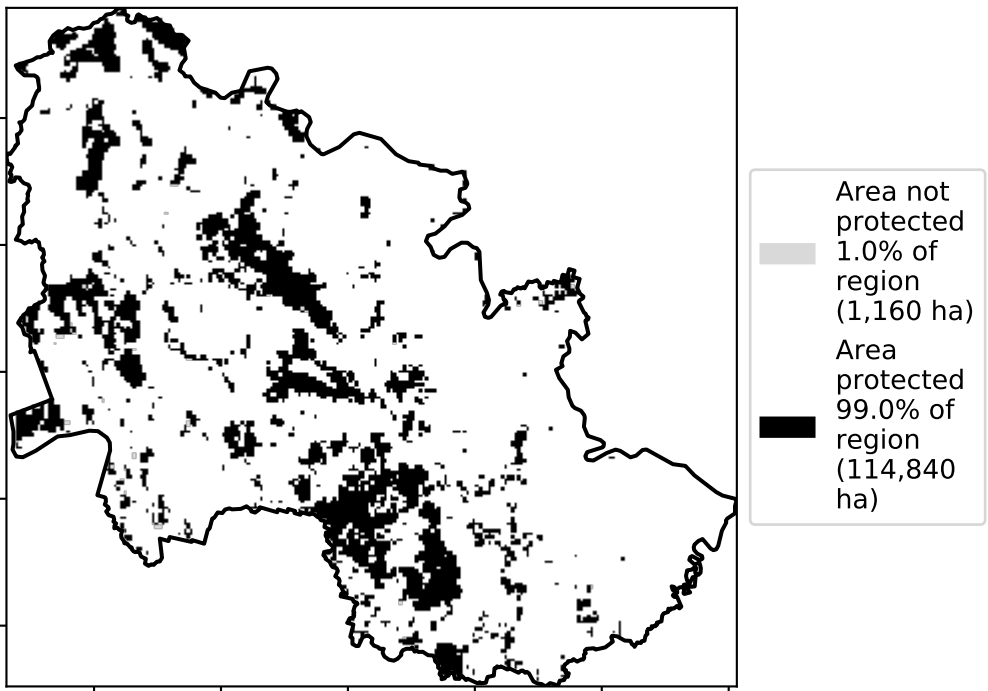 Area not
protected
1.0% of
region
(1,160 ha)
Area
protected
99.0% of
region
(114,840
ha)